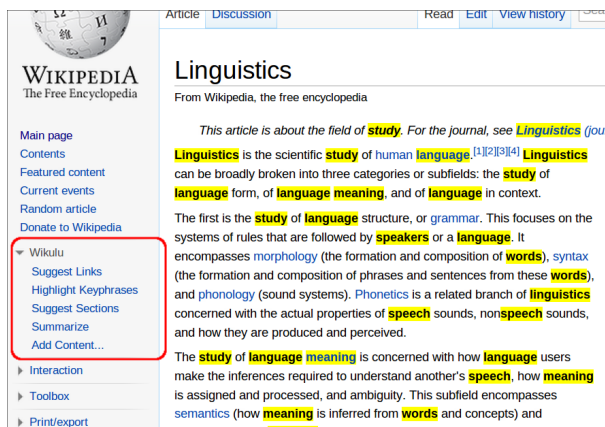 Article Discussion Read Edit View history Sea
WIKIPEDIA
The Free Encyclopedia
Main page
Contents
Featured content
Current events
Random article
Donate to Wikipedia
Wikulu
Suggest Links
Highlight Keyphrases
Suggest Sections
Summarize
Add Content...
Interaction
Toolbox
Print/export
Linguistics
From Wikipedia, the free encyclopedia
This article is about the field of study. For the journal, see Linguistics (jou
Linguistics is the scientific study of human language.[1][2][3][4] Linguistics
can be broadly broken into three categories or subfields: the study of
language form, of language meaning, and of language in context.
The first is the study of language structure, or grammar. This focuses on the
systems of rules that are followed by speakers or a language. It
encompasses morphology (the formation and composition of words), syntax
(the formation and composition of phrases and sentences from these words),
and phonology (sound systems). Phonetics is a related branch of linguistics
concerned with the actual properties of speech sounds, nonspeech sounds,
and how they are produced and perceived.
The study of language meaning is concerned with how language users
make the inferences required to understand another's speech, how meaning
is assigned and processed, and ambiguity. This subfield encompasses
semantics (how meaning is inferred from words and concepts) and